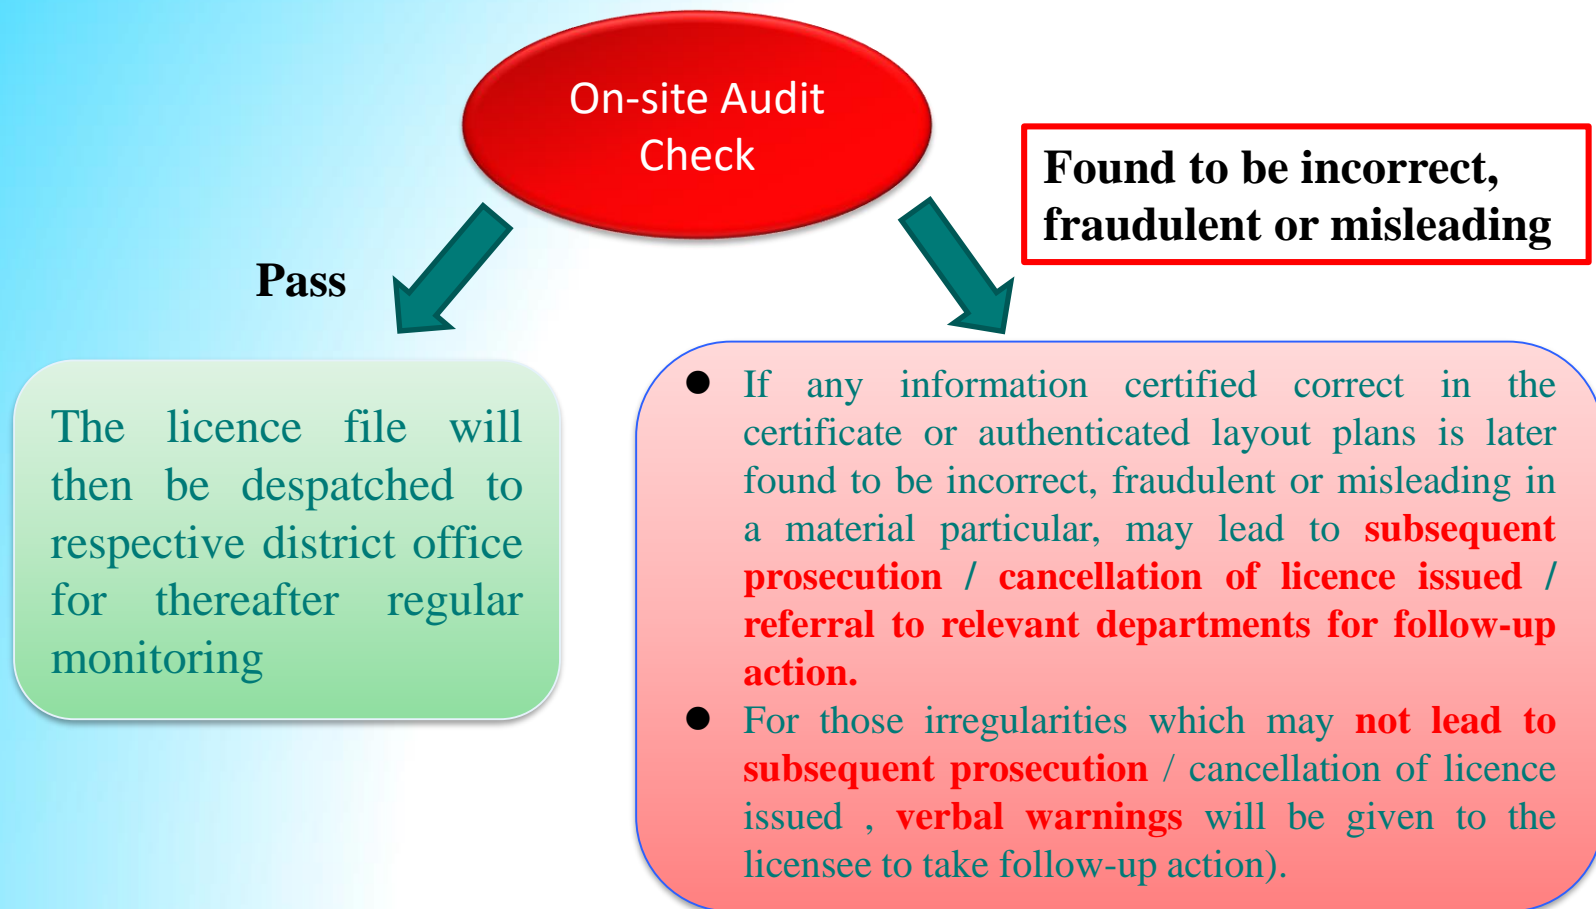 On-site Audit
Check
Found to be incorrect,
fraudulent or misleading
Pass
The licence file will
then be despatched to
respective district office
for thereafter regular
monitoring
● If any information certified correct in the
certificate or authenticated layout plans is later
found to be incorrect, fraudulent or misleading in
a material particular, may lead to subsequent
prosecution / cancellation of licence issued /
referral to relevant departments for follow-up
action.
● For those irregularities which may not lead to
subsequent prosecution / cancellation of licence
issued , verbal warnings will be given to the
licensee to take follow-up action).